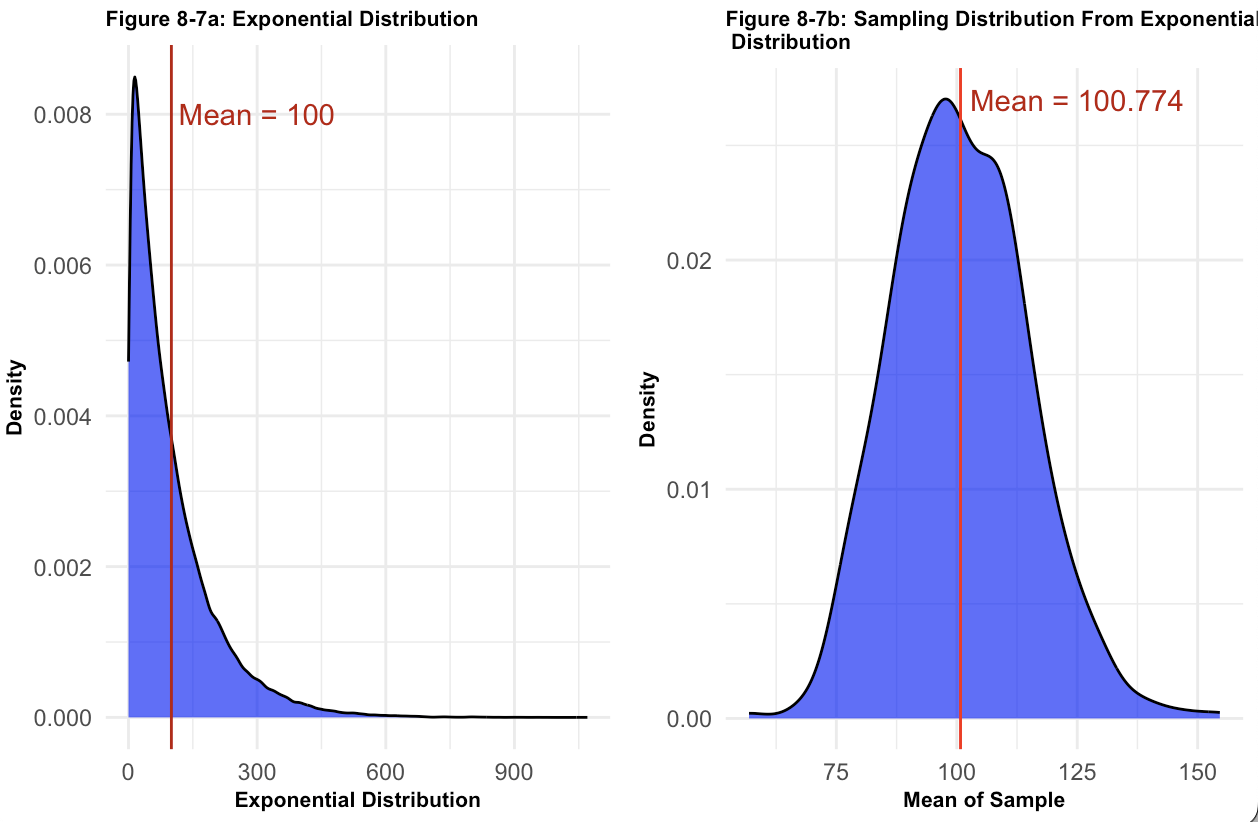 Figure 8-7a: Exponential Distribution
Mean = 100
0.008
0.006
0.004
0.002
0.000
Density
0 300 600 900
Exponential Distribution
Figure 8-7b: Sampling Distribution From Exponential
Distribution
Mean = 100.774
0.02
0.01
0.00
Density
75 100 125 150
Mean of Sample